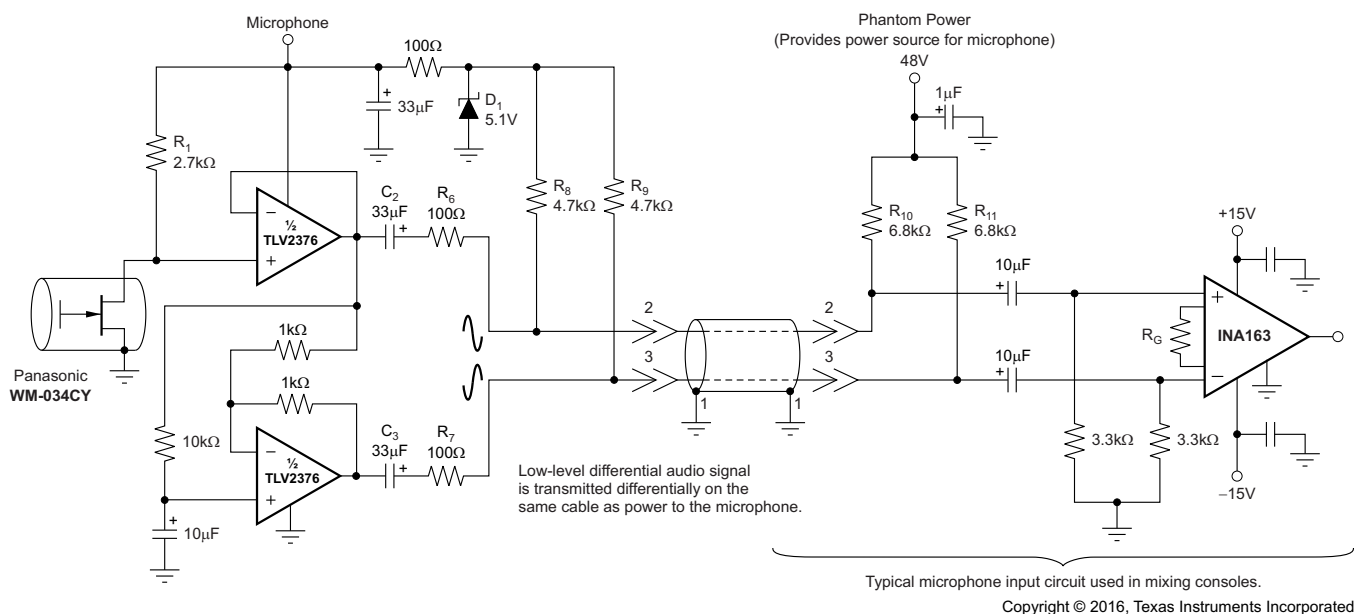 Microphone
100Ω
+
33μF
D1
5.1V
R1
2.7kΩ
R8
4.7kΩ
R9
4.7kΩ
−
½
TLV2376
+
C2
33μF
+
R6
100Ω
Panasonic
WM-034CY
1kΩ
1kΩ
10kΩ
−
½
TLV2376
+
C3
33μF
+
R7
100Ω
+
10μF
2
3
1
2
3
1
Low-level differential audio signal
is transmitted differentially on the
same cable as power to the microphone.
Phantom Power
(Provides power source for microphone)
48V
1μF
+
R10
6.8kΩ
R11
6.8kΩ
10μF
+
10μF
+
3.3kΩ
3.3kΩ
+15V
+
RG
INA163
−
−15V
Typical microphone input circuit used in mixing consoles.
Copyright © 2016, Texas Instruments Incorporated